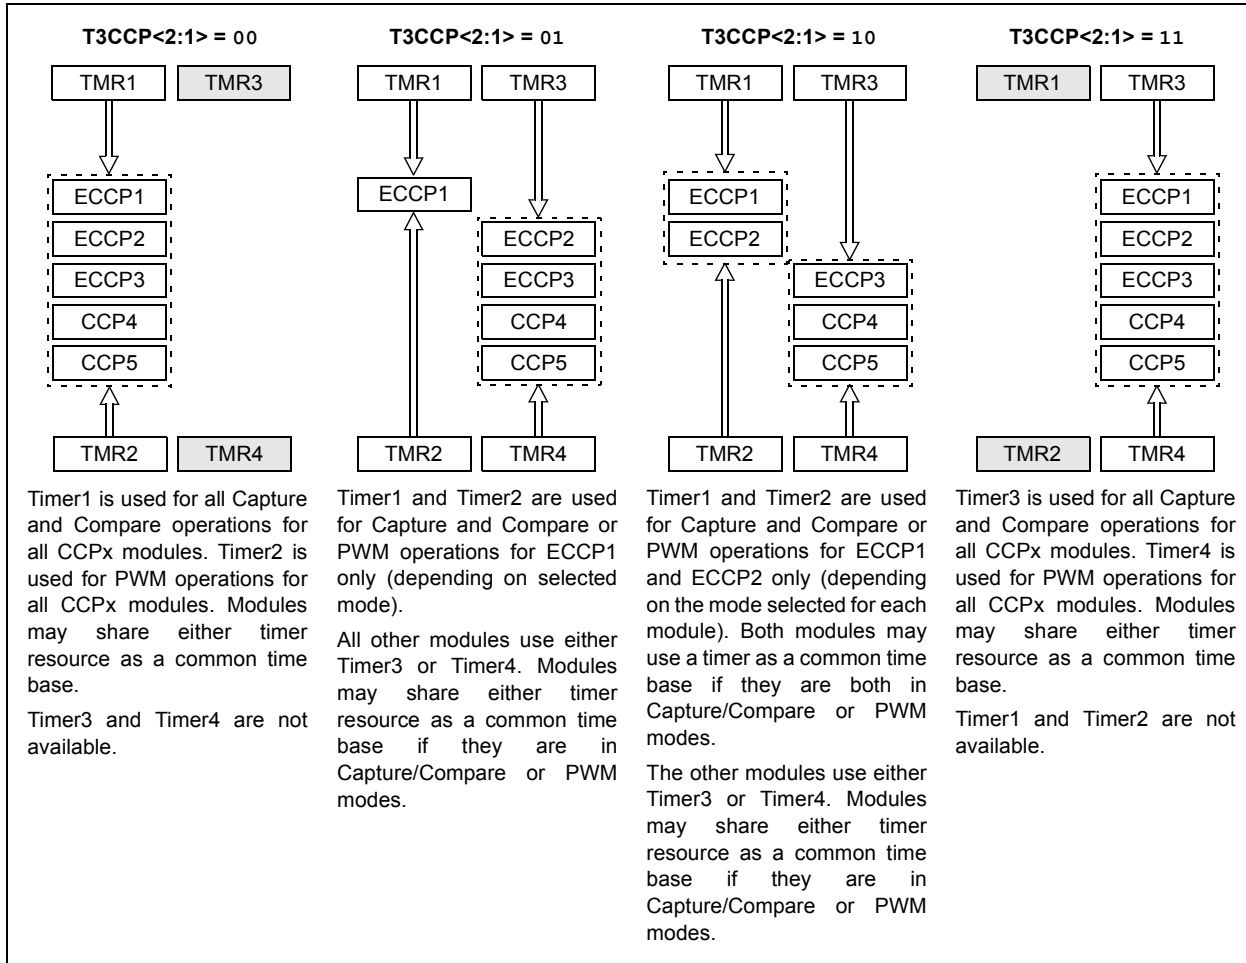 T3CCP<2:1> = 00
TMR1 TMR3
ECCP1
ECCP2
ECCP3
CCP4
CCP5
TMR2 TMR4
Timer1 is used for all Capture
and Compare operations for
all CCPx modules. Timer2 is
used for PWM operations for
all CCPx modules. Modules
may share either timer
resource as a common time
base.
Timer3 and Timer4 are not
available.
T3CCP<2:1> = 01
TMR1 TMR3
ECCP1
ECCP2
ECCP3
CCP4
CCP5
TMR2 TMR4
Timer1 and Timer2 are used
for Capture and Compare or
PWM operations for ECCP1
only (depending on selected
mode).
All other modules use either
Timer3 or Timer4. Modules
may share either timer
resource as a common time
base if they are in
Capture/Compare or PWM
modes.
T3CCP<2:1> = 10
TMR1 TMR3
ECCP1
ECCP2
ECCP3
CCP4
CCP5
TMR2 TMR4
Timer1 and Timer2 are used
for Capture and Compare or
PWM operations for ECCP1
and ECCP2 only (depending
on the mode selected for each
module). Both modules may
use a timer as a common time
base if they are both in
Capture/Compare or PWM
modes.
The other modules use either
Timer3 or Timer4. Modules
may share either timer
resource as a common time
base if they are in
Capture/Compare or PWM
modes.
T3CCP<2:1> = 11
TMR1 TMR3
ECCP1
ECCP2
ECCP3
CCP4
CCP5
TMR2 TMR4
Timer3 is used for all Capture
and Compare operations for
all CCPx modules. Timer4 is
used for PWM operations for
all CCPx modules. Modules
may share either timer
resource as a common time
base.
Timer1 and Timer2 are not
available.